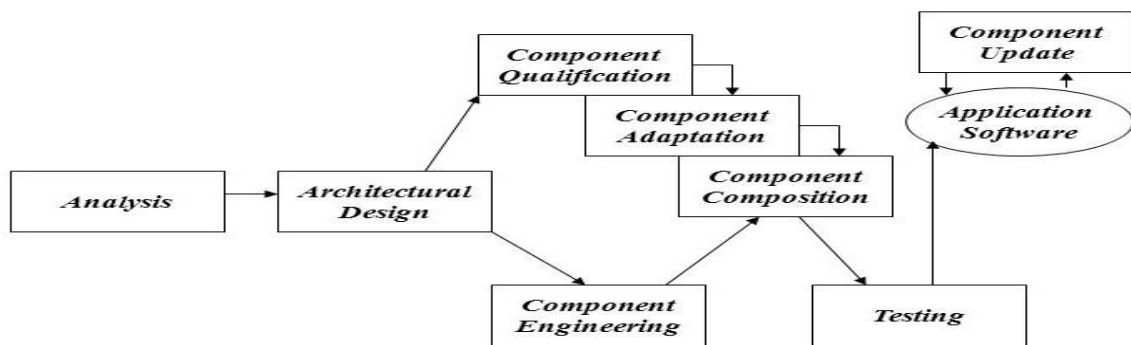 Component
Update
Component
Qualification
Application
Software
Component
Adaptation
Component
Composition
Analysis
Architectural
Design
Component
Engineering
Testing